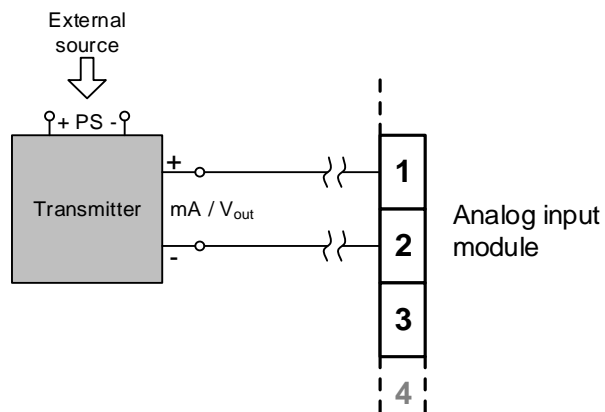 External
source
+ PS -
+
1
Transmitter
mA / Vout
Analog input
module
2
-
3
4